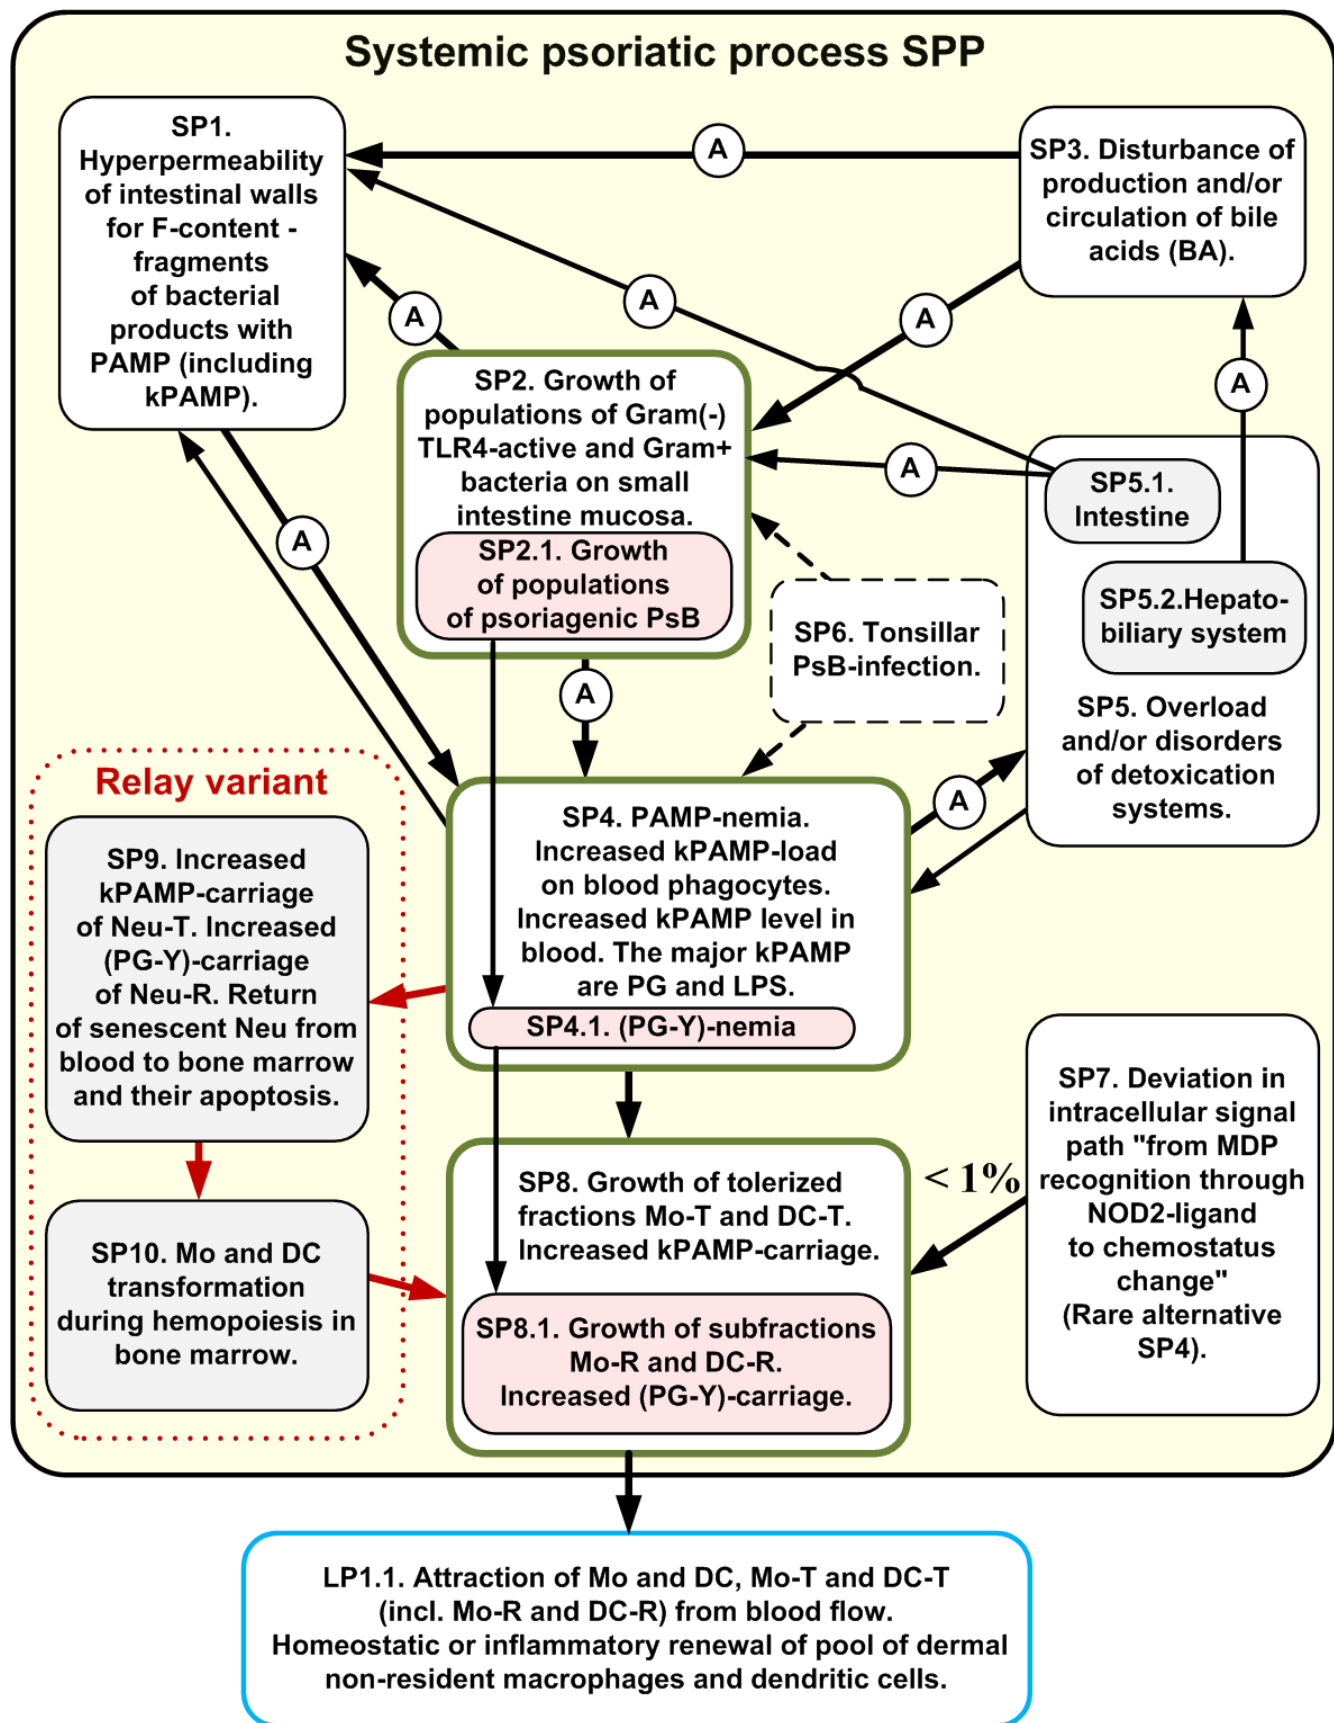 Systemic psoriatic process SPP
SP1.
Hyperpermeability
of intestinal walls
for F-content -
fragments
of bacterial
products with
PAMP (including
kPAMP).
A
SP3. Disturbance of
production and/or
circulation of bile
acids (BA).
A
A
A
A
SP2. Growth of
populations of Gram(-)
TLR4-active and Gram+
bacteria on small
intestine mucosa.
SP2.1. Growth
of populations
of psoriagenic PsB
A
A
A
SP5.1.
Intestine
SP5.2.Hepato-
biliary system
SP5. Overload
and/or disorders
of detoxication
systems.
SP6. Tonsillar
PsB-infection.
A
Relay variant
SP9. Increased
kPAMP-carriage
of Neu-T. Increased
(PG-Y)-carriage
of Neu-R. Return
of senescent Neu from
blood to bone marrow
and their apoptosis.
SP10. Mo and DC
transformation
during hemopoiesis in
bone marrow.
SP4. PAMP-nemia.
Increased kPAMP-load
on blood phagocytes.
Increased kPAMP level in
blood. The major kPAMP
are PG and LPS.
SP4.1. (PG-Y)-nemia
SP8. Growth of tolerized
fractions Mo-T and DC-T.
Increased kPAMP-carriage.
SP8.1. Growth of subfractions
Mo-R and DC-R.
Increased (PG-Y)-carriage.
< 1%
SP7. Deviation in
intracellular signal
path "from MDP
recognition through
NOD2-ligand
to chemostatus
change"
(Rare alternative
SP4).
LP1.1. Attraction of Mo and DC, Mo-T and DC-T
(incl. Mo-R and DC-R) from blood flow.
Homeostatic or inflammatory renewal of pool of dermal
non-resident macrophages and dendritic cells.